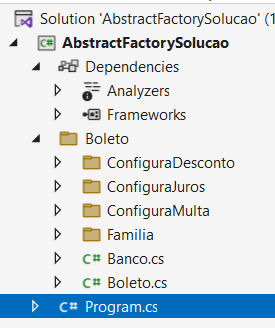 Solution 'AbstractFactorySolucao' (1
AbstractFactorySolucao
Dependencies
Analyzers
Frameworks
Boleto
ConfiguraDesconto
ConfiguraJuros
ConfiguraMulta
Familia
C# Banco.cs
C# Boleto.cs
C# Program.cs